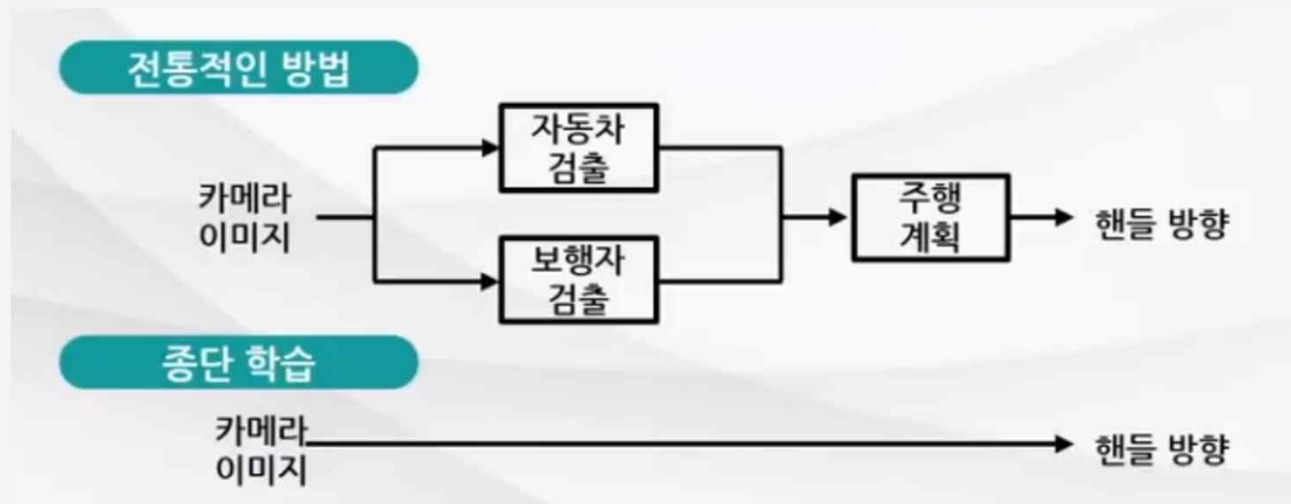 전통적인 방법
카메라
이미지
자동차
검출
보행자
검출
주행
계획
핸들 방향
종단 학습
카메라
이미지
핸들 방향